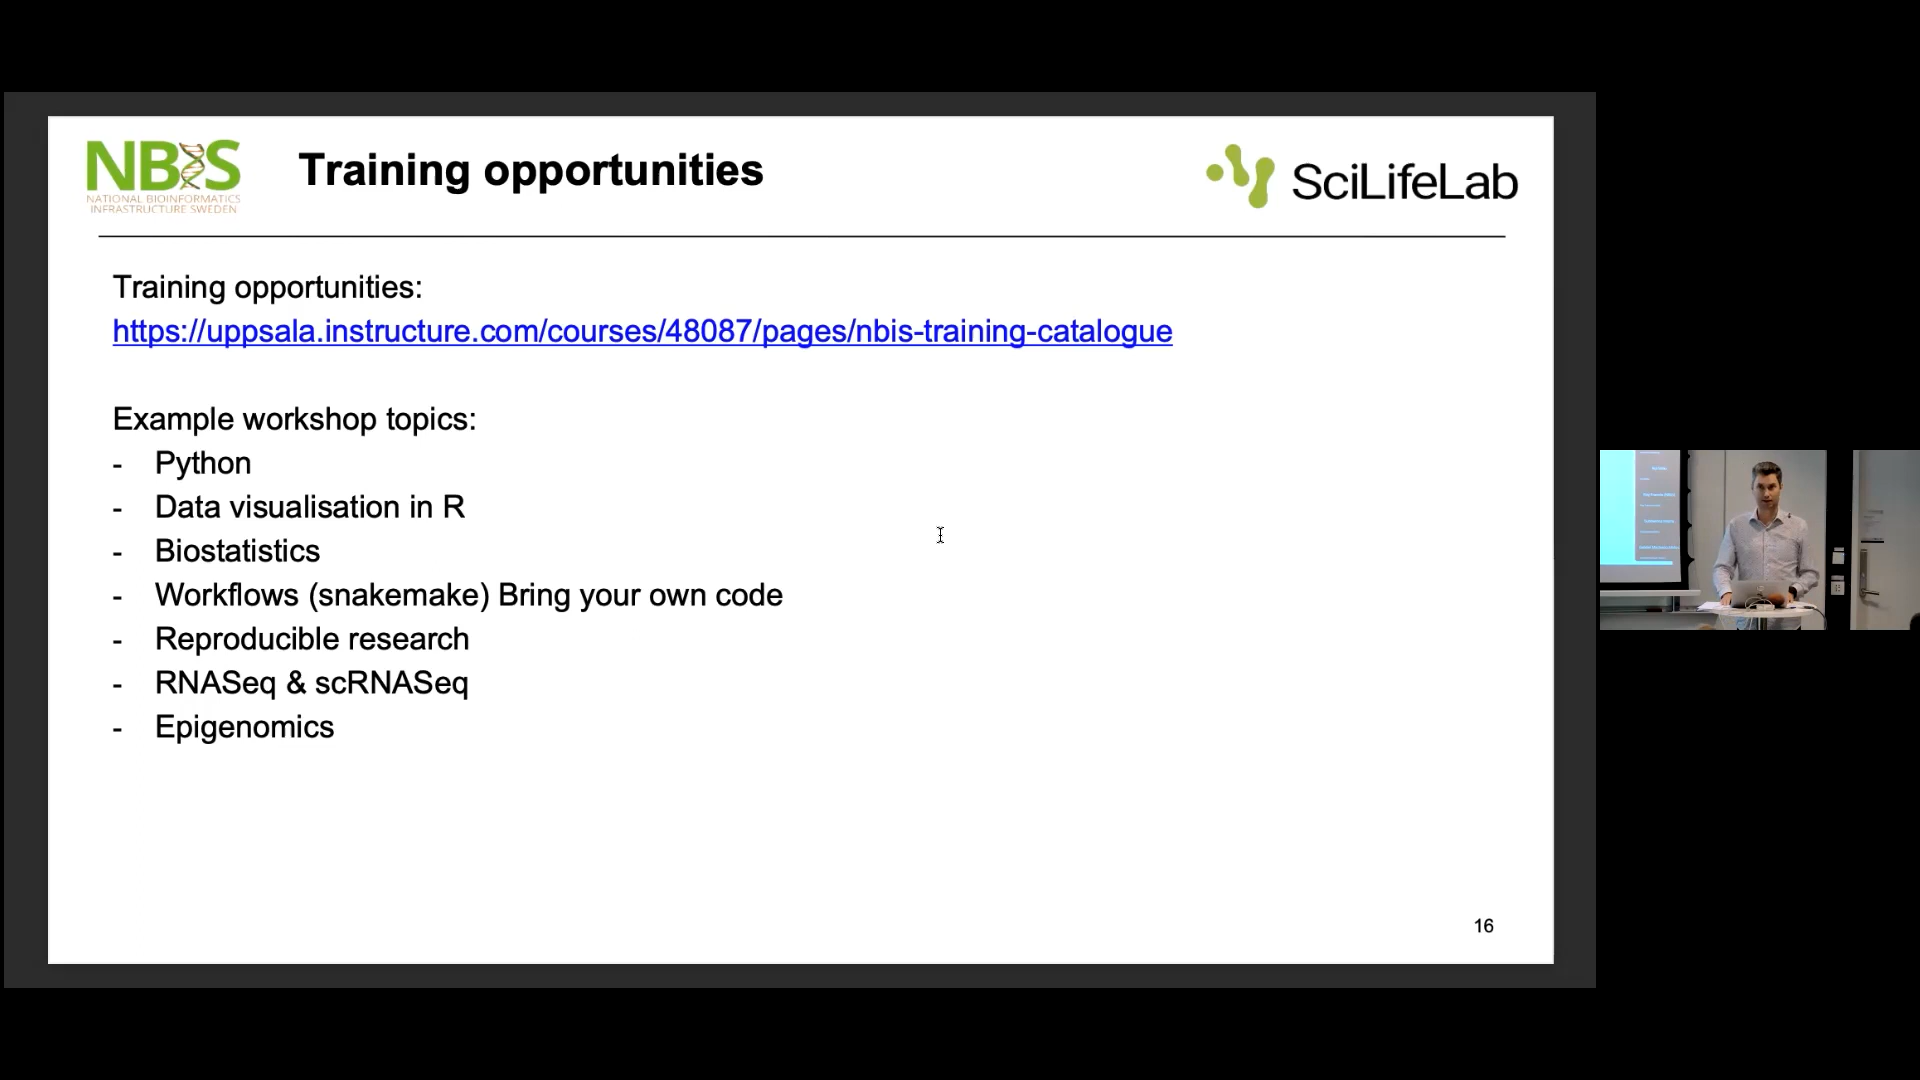 NBIS
NATIONAL BIOINFORMATICS
INFRASTRUCTURE SWEDEN
Training opportunities
SciLifeLab
Training opportunities:
https://uppsala.instructure.com/courses/48087/pages/nbis-training-catalogue
Example workshop topics:
- Python
- Data visualisation in R
- Biostatistics
- Workflows (snakemake) Bring your own code
- Reproducible research
- RNASeq & scRNASeq
- Epigenomics
16